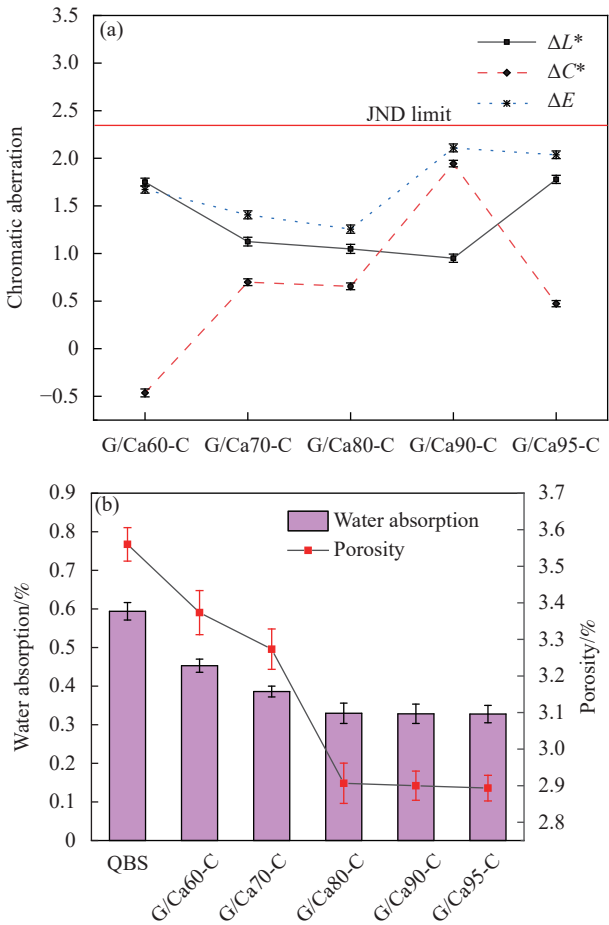 (a)
3.5
3.0
2.5
2.0
1.5
1.0
0.5
0
−0.5
Chromatic aberration
ΔL*
ΔC*
ΔE
JND limit
G/Ca60-C
G/Ca70-C
G/Ca80-C
G/Ca90-C
G/Ca95-C
(b)
0.9
0.8
0.7
0.6
0.5
0.4
0.3
0.2
0.1
0
Water absorption/%
Water absorption
Porosity
3.7
3.5
3.4
3.3
3.2
3.1
3.0
2.9
2.8
Porosity/%
QBS
G/Ca60-C
G/Ca70-C
G/Ca80-C
G/Ca90-C
G/Ca95-C